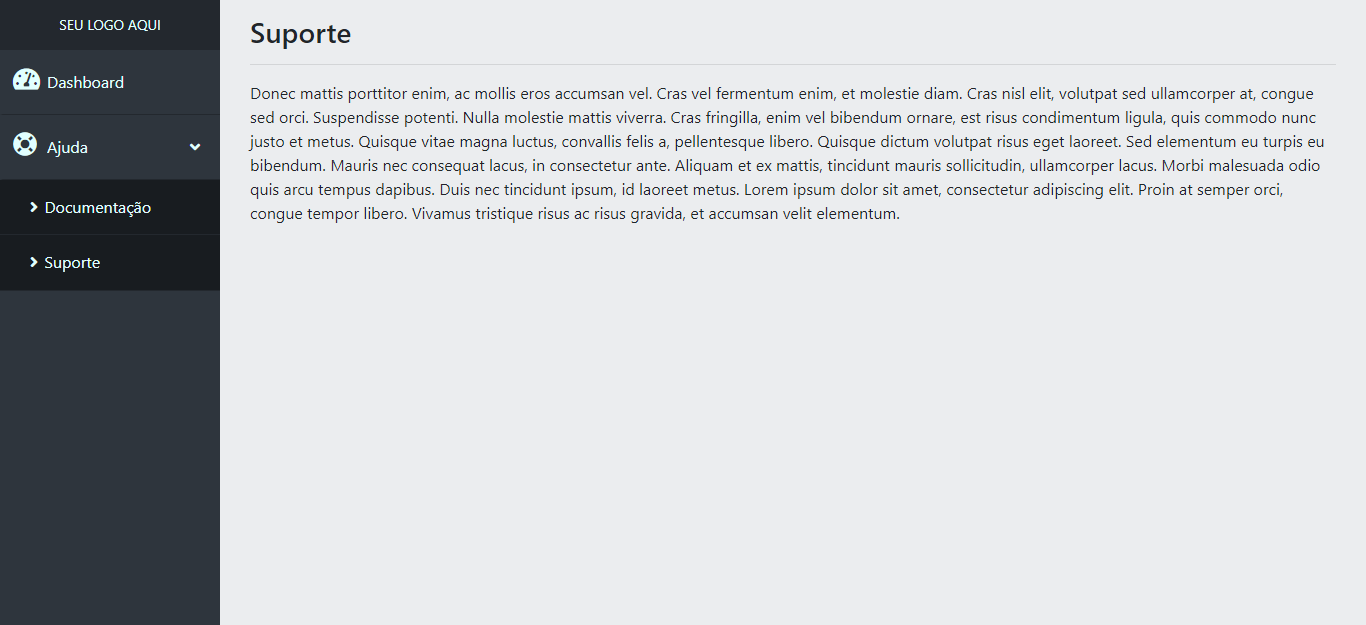 SEU LOGO AQUI
Dashboard
Ajuda
Documentação
Suporte
Suporte
Donec mattis porttitor enim, ac mollis eros accumsan vel. Cras vel fermentum enim, et molestie diam. Cras nisl elit, volutpat sed ullamcorper at, congue
sed orci. Suspendisse potenti. Nulla molestie mattis viverra. Cras fringilla, enim vel bibendum ornare, est risus condimentum ligula, quis commodo nunc
justo et metus. Quisque vitae magna luctus, convallis felis a, pellentesque libero. Quisque dictum volutpat risus eget laoreet. Sed elementum eu turpis eu
bibendum. Mauris nec consequat lacus, in consectetur ante. Aliquam et ex mattis, tincidunt mauris sollicitudin, ullamcorper lacus. Morbi malesuada odio
quis arcu tempus dapibus. Duis nec tincidunt ipsum, id laoreet metus. Lorem ipsum dolor sit amet, consectetur adipiscing elit. Proin at semper orci,
congue tempor libero. Vivamus tristique risus ac risus gravida, et accumsan velit elementum.